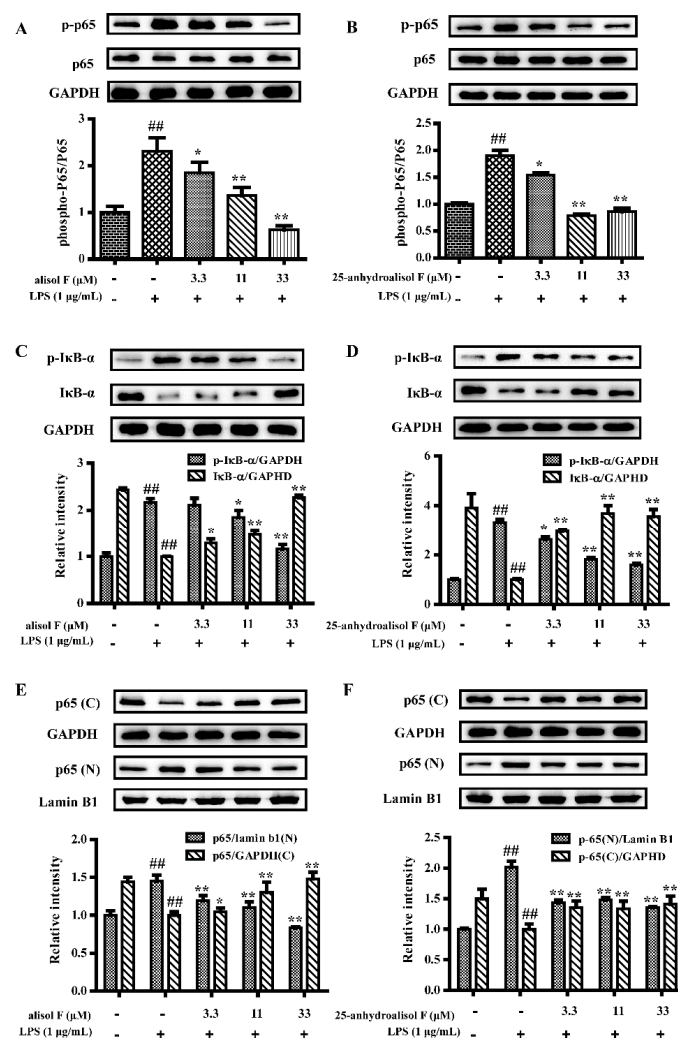 A
p-p65
p65
GAPDH
phospho-P65/P65
3
2
1
0
##
*
**
**
alisol F (μM) - - 3.3 11 33
LPS (1 μg/mL) - + + + +
B
p-p65
p65
GAPDH
phospho-P65/P65
2.5
2.0
1.5
1.0
0.5
0.0
##
*
**
**
25-anhydroalisol F (μM) - - 3.3 11 33
LPS (1 μg/mL) - + + + +
C
p-IκB-α
IκB-α
GAPDH
p-IκB-α/GAPDH
IκB-α/GAPHD
Relative intensity
3
2
1
0
##
##
*
*
**
**
**
alisol F (μM) - - 3.3 11 33
LPS (1 μg/mL) - + + + +
D
p-IκB-α
IκB-α
GAPDH
p-IκB-α/GAPDH
IκB-α/GAPHD
Relative intensity
6
4
2
0
##
##
*
**
**
**
**
**
25-anhydroalisol F (μM) - - 3.3 11 33
LPS (1 μg/mL) - + + + +
E
p65 (C)
GAPDH
p65 (N)
Lamin B1
p65/lamin b1(N)
p65/GAPDH(C)
Relative intensity
2.0
1.5
1.0
0.5
0.0
##
##
**
*
**
**
**
**
alisol F (μM) - - 3.3 11 33
LPS (1 μg/mL) - + + + +
F
p65 (C)
GAPDH
p65 (N)
Lamin B1
p-65(N)/Lamin B1
p-65(C)/GAPHD
Relative intensity
2.5
2.0
1.5
1.0
0.5
0.0
##
##
**
**
**
**
**
**
25-anhydroalisol F (μM) - - 3.3 11 33
LPS (1 μg/mL) - + + + +